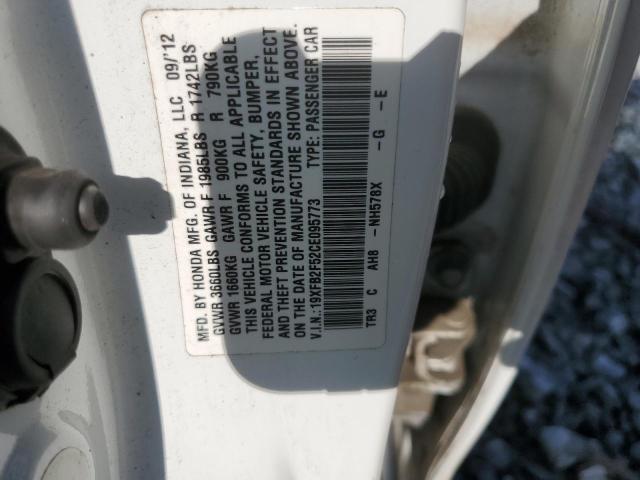 MFD. BY HONDA MFG. OF INDIANA, LLC 09/'12
GVWR 3660LBS GAWR F 1985LBS R 1742LBS
GVWR 1660KG GAWR F 900KG R 790KG
THIS VEHICLE CONFORMS TO ALL APPLICABLE
FEDERAL MOTOR VEHICLE SAFETY, BUMPER,
AND THEFT PREVENTION STANDARDS IN EFFECT
ON THE DATE OF MANUFACTURE SHOWN ABOVE.
V.I.N.:19XFB2F52CE095773 TYPE: PASSENGER CAR
TR3 C AH8 -NH578X -G -E